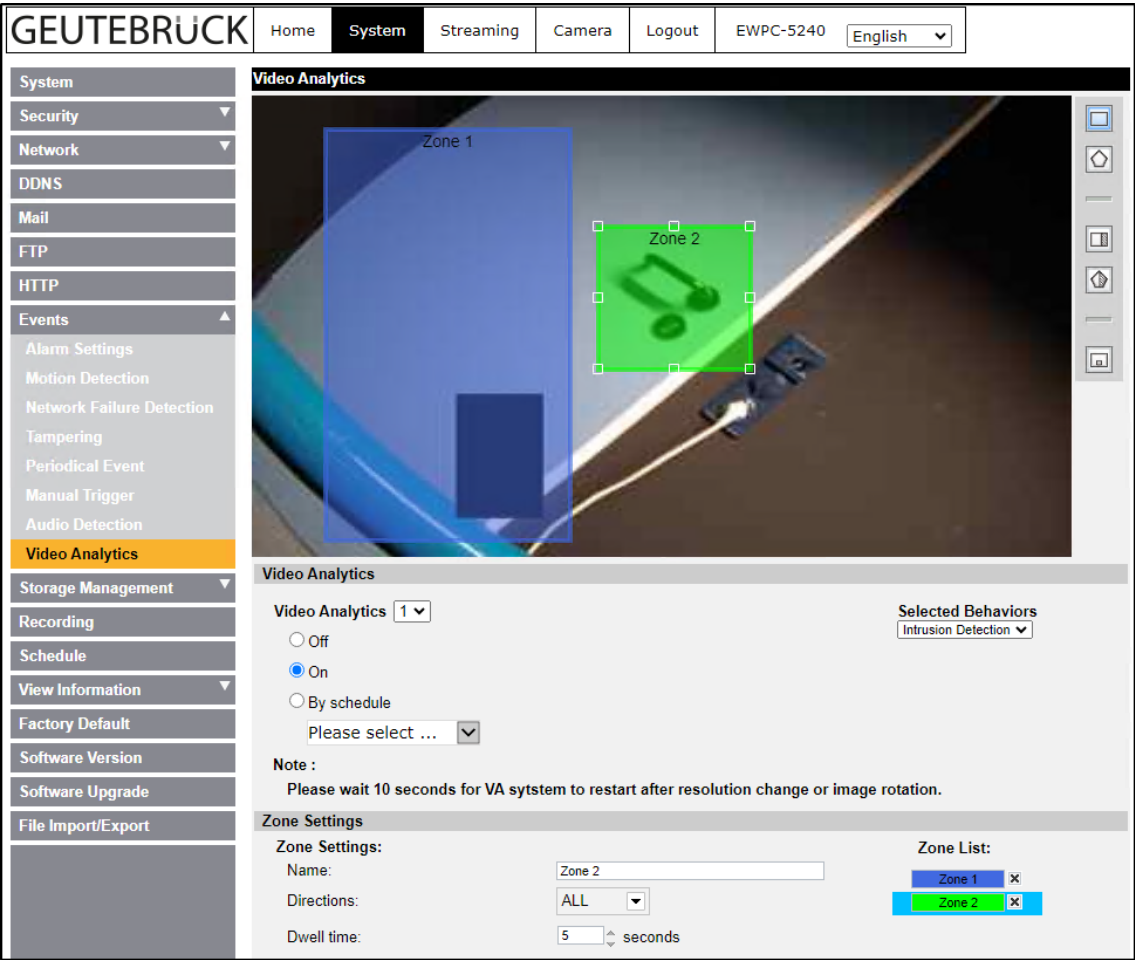 GEUTEBRÜCK
Home System Streaming Camera Logout EWPC-5240 English
System
Security
Network
DDNS
Mail
FTP
HTTP
Events
Alarm Settings
Motion Detection
Network Failure Detection
Tampering
Periodical Event
Manual Trigger
Audio Detection
Video Analytics
Storage Management
Recording
Schedule
View Information
Factory Default
Software Version
Software Upgrade
File Import/Export
Video Analytics
Zone 1
Zone 2
Video Analytics
Video Analytics 1
Selected Behaviors
Intrusion Detection
Off
On
By schedule
Please select ...
Note :
Please wait 10 seconds for VA sytstem to restart after resolution change or image rotation.
Zone Settings
Zone Settings:
Name: Zone 2
Directions: ALL
Dwell time: 5 seconds
Zone List:
Zone 1
Zone 2